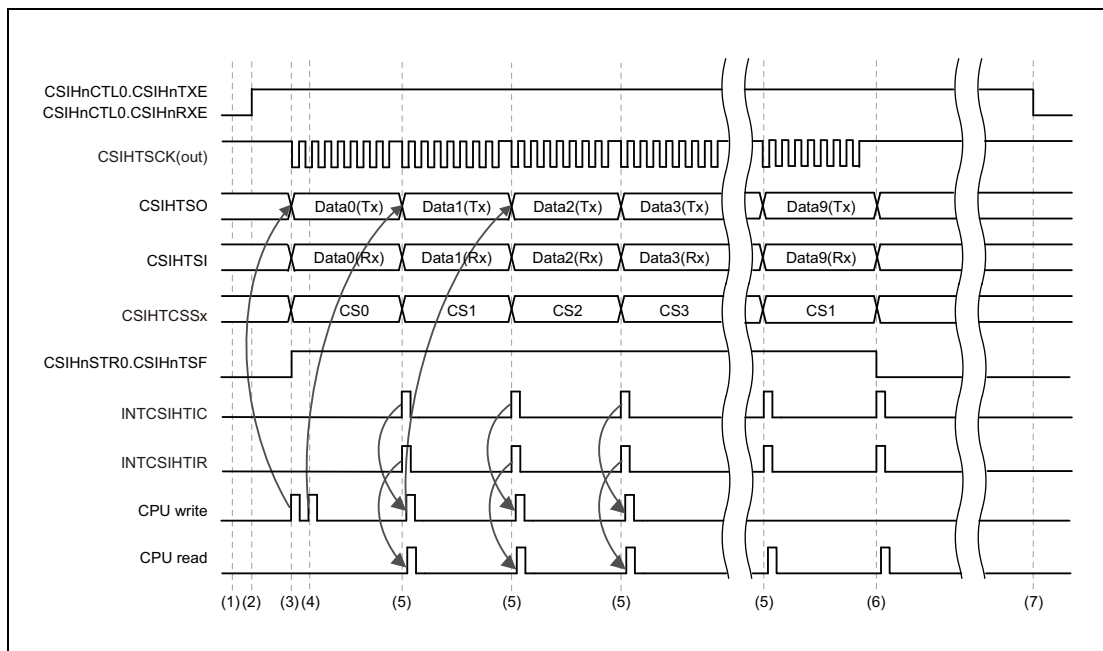 CSIHnCTL0.CSIHnTXE
CSIHnCTL0.CSIHnRXE
CSIHTSCK(out)
CSIHTSO Data0(Tx) Data1(Tx) Data2(Tx) Data3(Tx) Data9(Tx)
CSIHTSI Data0(Rx) Data1(Rx) Data2(Rx) Data3(Rx) Data9(Rx)
CSIHTCSSx CS0 CS1 CS2 CS3 CS1
CSIHnSTR0.CSIHnTSF
INTCSIHTIC
INTCSIHTIR
CPU write
CPU read
(1) (2) (3) (4) (5) (5) (5) (5) (6) (7)